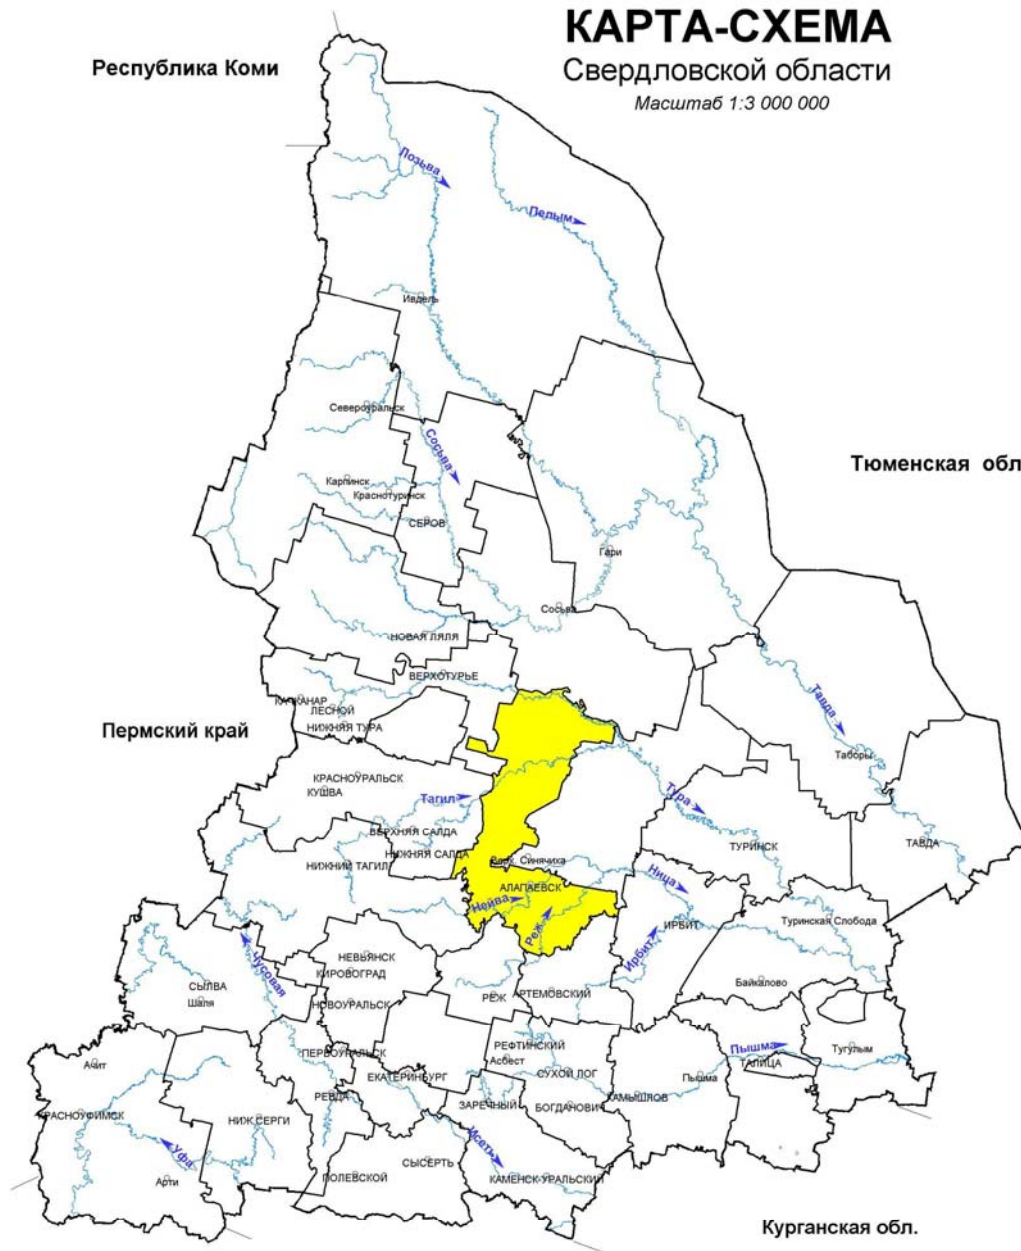 КАРТА-СХЕМА
Свердловской области
Масштаб 1:3 000 000
Республика Коми
Лозьва
Пелым
Ивдель
Североуральск
Сосьва
Тюменская обл
Карпинск
Краснотуринск
СЕРОВ
Гари
Сосьва
НОВАЯ ЛЯЛЯ
ВЕРХОТУРЬЕ
КАЧКАНАР
ЛЕСНОЙ
НИЖНЯЯ ТУРА
Пермский край
Тавда
Таборы
КРАСНОУРАЛЬСК
КУШВА
Тагил
Тура
ВЕРХНЯЯ САЛДА
НИЖНЯЯ САЛДА
НИЖНИЙ ТАГИЛ
ТУРИНСК
ТАВДА
Верх. Синячиха
АЛАПАЕВСК
Ница
Нейва
Реж
Туринская Слобода
ИРБИТ
Ирбит
НЕВЬЯНСК
КИРОВОГРАД
Чусовая
СЫЛВА
Шаля
НОВОУРАЛЬСК
РЕЖ
АРТЕМОВСКИЙ
Байкалово
ПЕРВОУРАЛЬСК
РЕФТИНСКИЙ
Асбест
Пышма
Тугулым
ТАЛИЦА
Ачит
ЕКАТЕРИНБУРГ
СУХОЙ ЛОГ
Пышма
РЕВДА
ЗАРЕЧНЫЙ
БОГДАНОВИЧ
КАМЫШЛОВ
КРАСНОУФИМСК
НИЖ.СЕРГИ
Исеть
Уфа
СЫСЕРТЬ
Арти
ПОЛЕВСКОЙ
КАМЕНСК-УРАЛЬСКИЙ
Курганская обл.